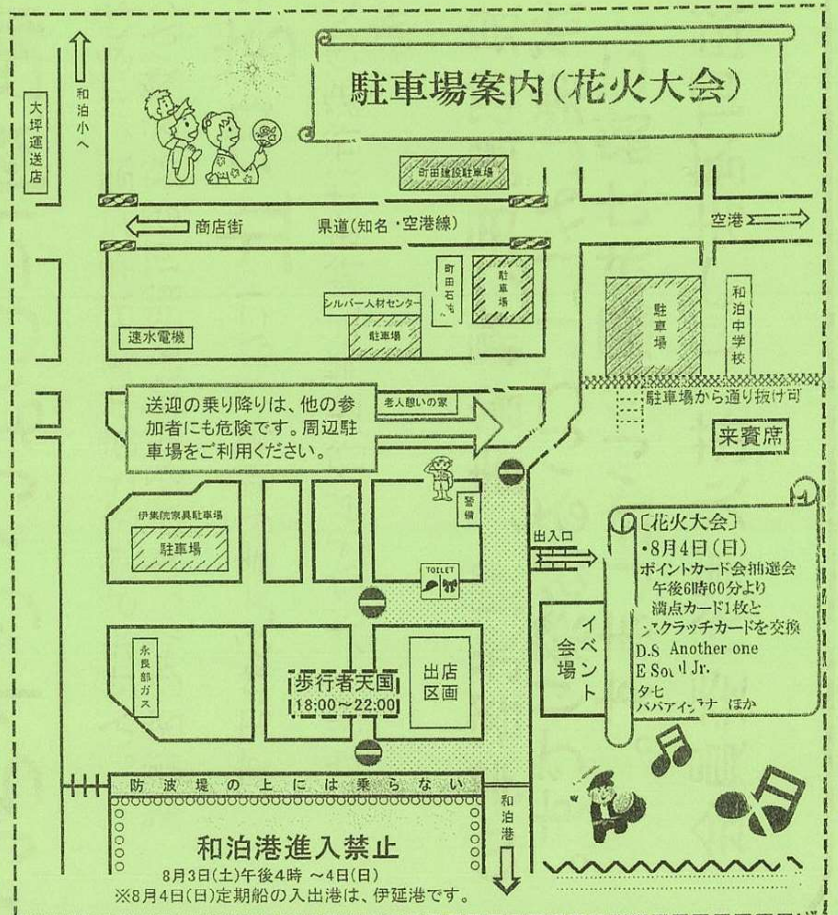 駐車場案内(花火大会)
和泊小へ
大坪運送店
町田建設駐車場
商店街
県道(知名・空港線)
空港
町田石油
駐車場
シルバー人材センター
駐車場
速水電機
駐車場
和泊中学校
駐車場から通り抜け可
来賓席
送迎の乗り降りは、他の参
加者にも危険です。周辺駐
車場をご利用ください。
老人憩いの家
警備
伊集院家具駐車場
駐車場
TOILET
出入口
イベント
会場
[花火大会]
・8月4日(日)
ポイントカード会抽選会
午後6時00分より
満点カード1枚と
スクラッチカードを交換
D.S Another one
E Soul Jr.
夕七
ババアインラナ ほか
永良部ガス
歩行者天国
18:00~22:00
出店
区画
防波堤の上には乗らない
和泊港
和泊港進入禁止
8月3日(土)午後4時 ~4日(日)
※8月4日(日)定期船の入出港は、伊延港です。